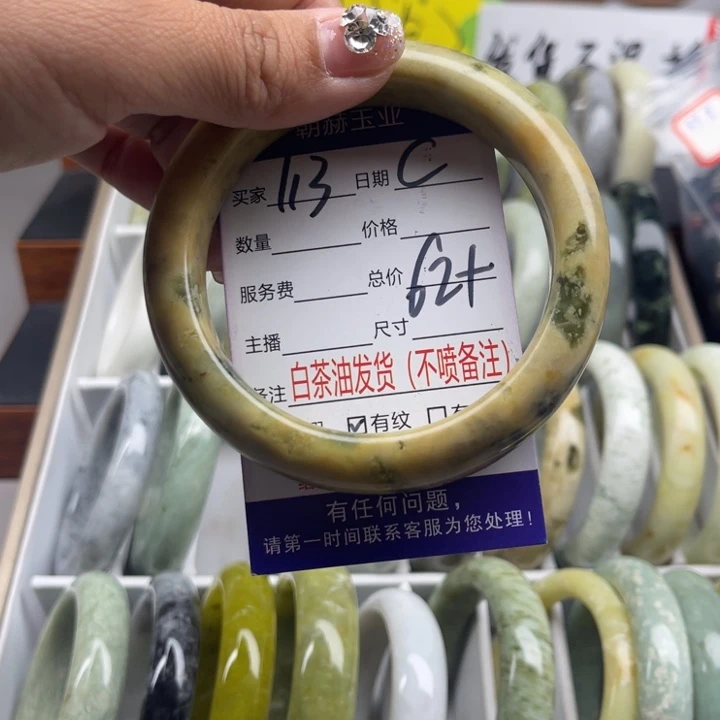 朝赫玉业
买家 113 日期 C
数量 价格
服务费 总价 62+
主播 尺寸
备注 白茶油发货（不喷备注）
☑有纹 □有
有任何问题，
请第一时间联系客服为您处理！